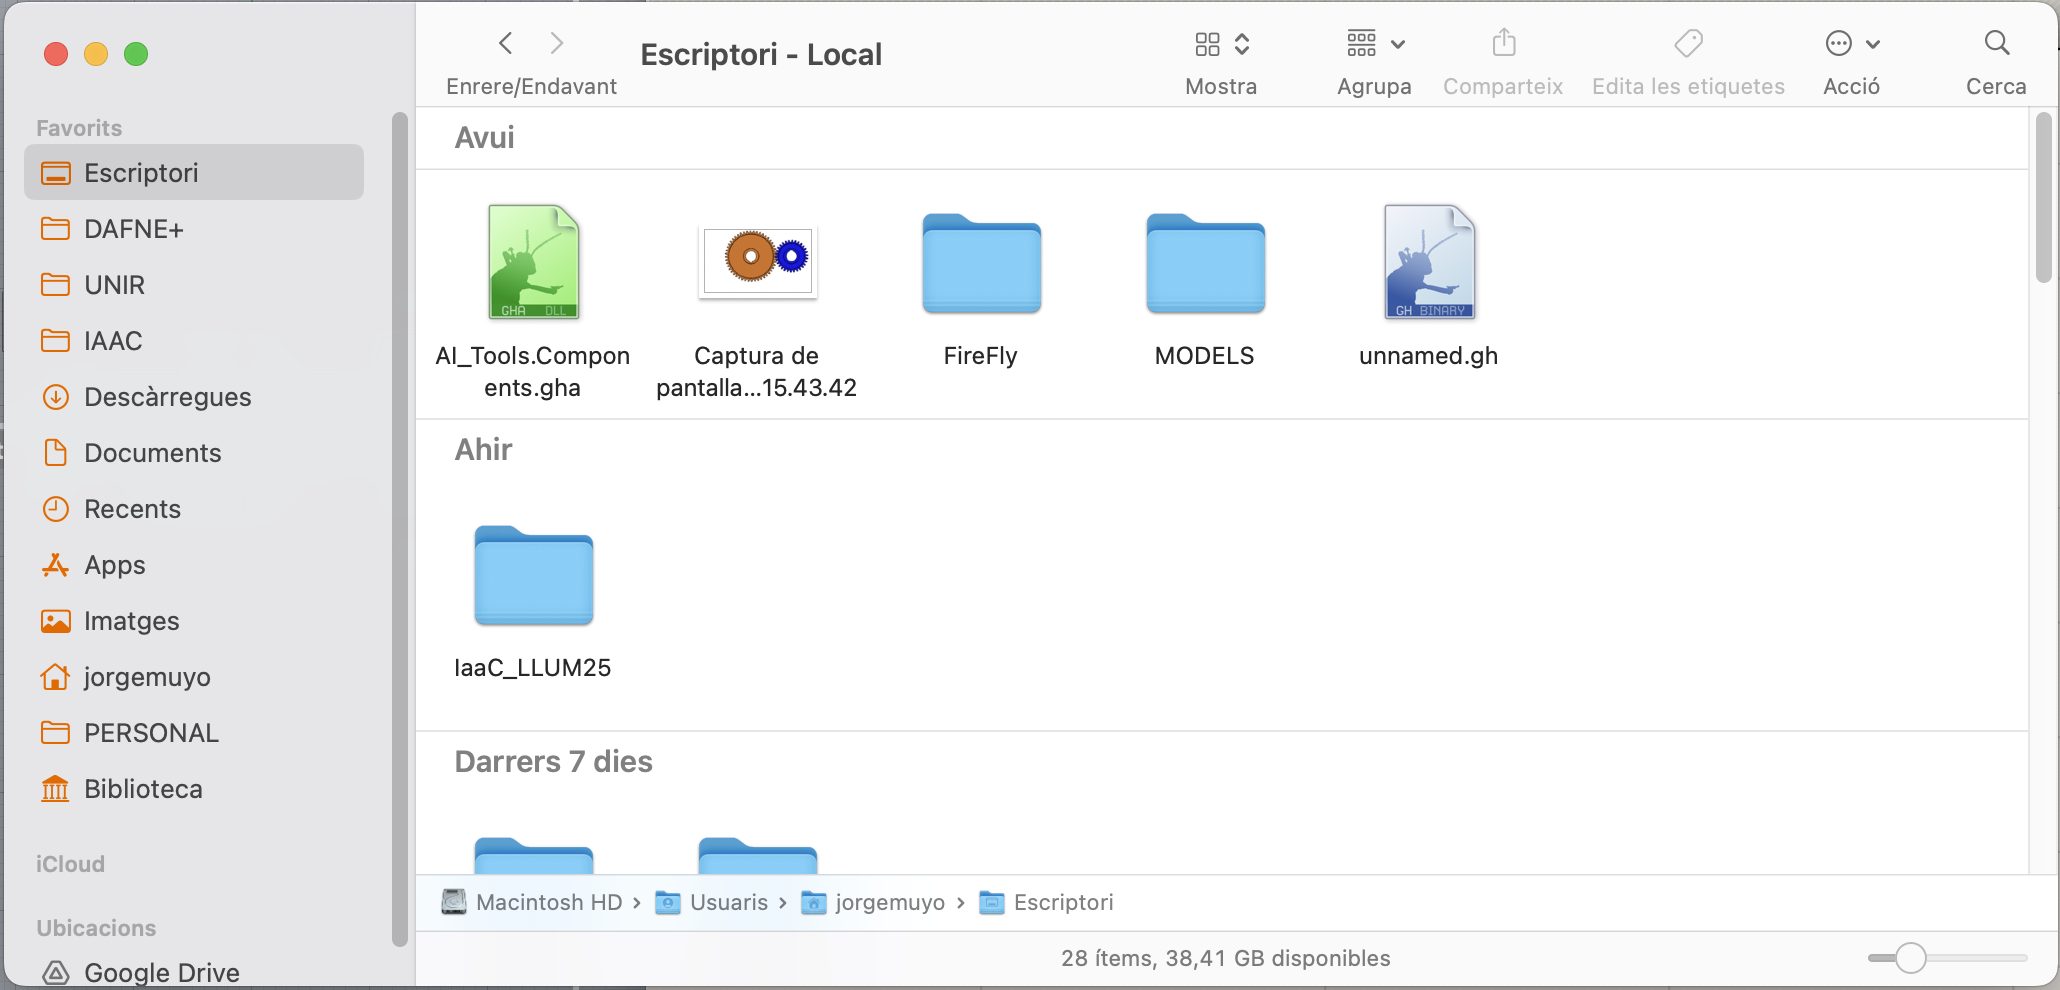 Escriptori - Local
Enrere/Endavant
Mostra
Agrupa
Comparteix
Edita les etiquetes
Acció
Cerca
Favorits
Escriptori
DAFNE+
UNIR
IAAC
Descàrregues
Documents
Recents
Apps
Imatges
jorgemuyo
PERSONAL
Biblioteca
iCloud
Ubicacions
Google Drive
Avui
GHA DLL
AI_Tools.Compon
ents.gha
Captura de
pantalla...15.43.42
FireFly
MODELS
GH BINARY
unnamed.gh
Ahir
IaaC_LLUM25
Darrers 7 dies
Macintosh HD › Usuaris › jorgemuyo › Escriptori
28 ítems, 38,41 GB disponibles